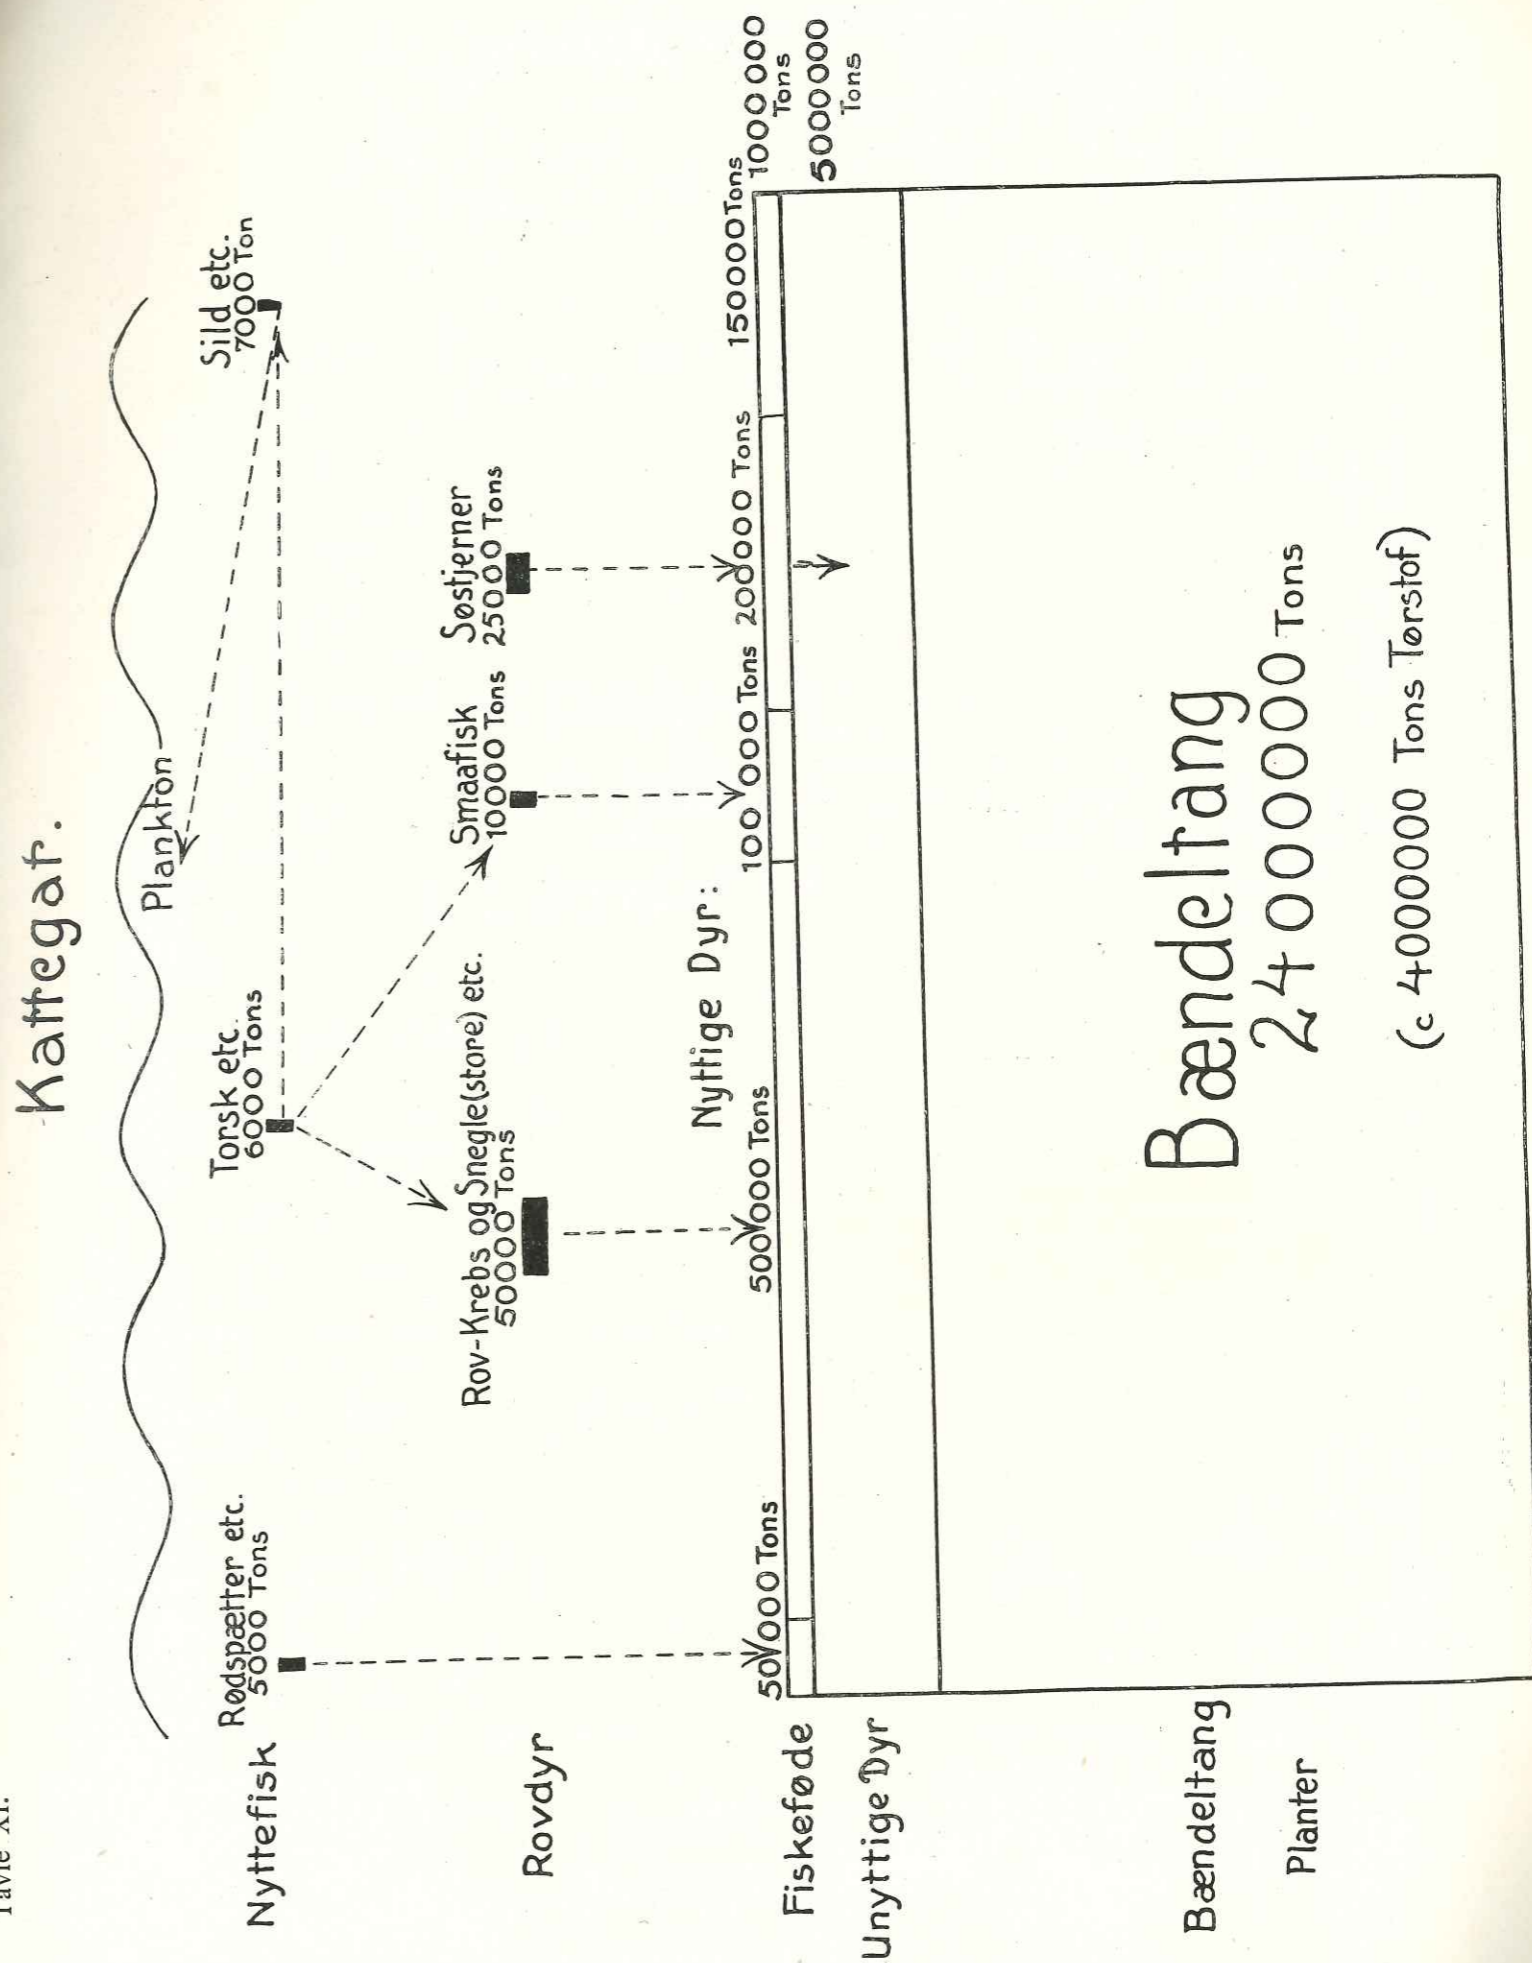 Tavle XI.
Kattegat.
Plankton
Nyttefisk
Rødspætter etc.
5000 Tons
Torsk etc.
6000 Tons
Sild etc.
7000 Ton
Rovdyr
Rov-Krebs og Snegle(store) etc.
50000 Tons
Smaafisk
10000 Tons
Søstjerner
25000 Tons
Nyttige Dyr:
Fiskeføde
50000 Tons
500000 Tons
100000 Tons
200000 Tons
150000 Tons
1000000
Tons
Unyttige Dyr
5000000
Tons
Bændeltang
Planter
Bændeltang
24000000 Tons
(c 4000000 Tons Tørstof)